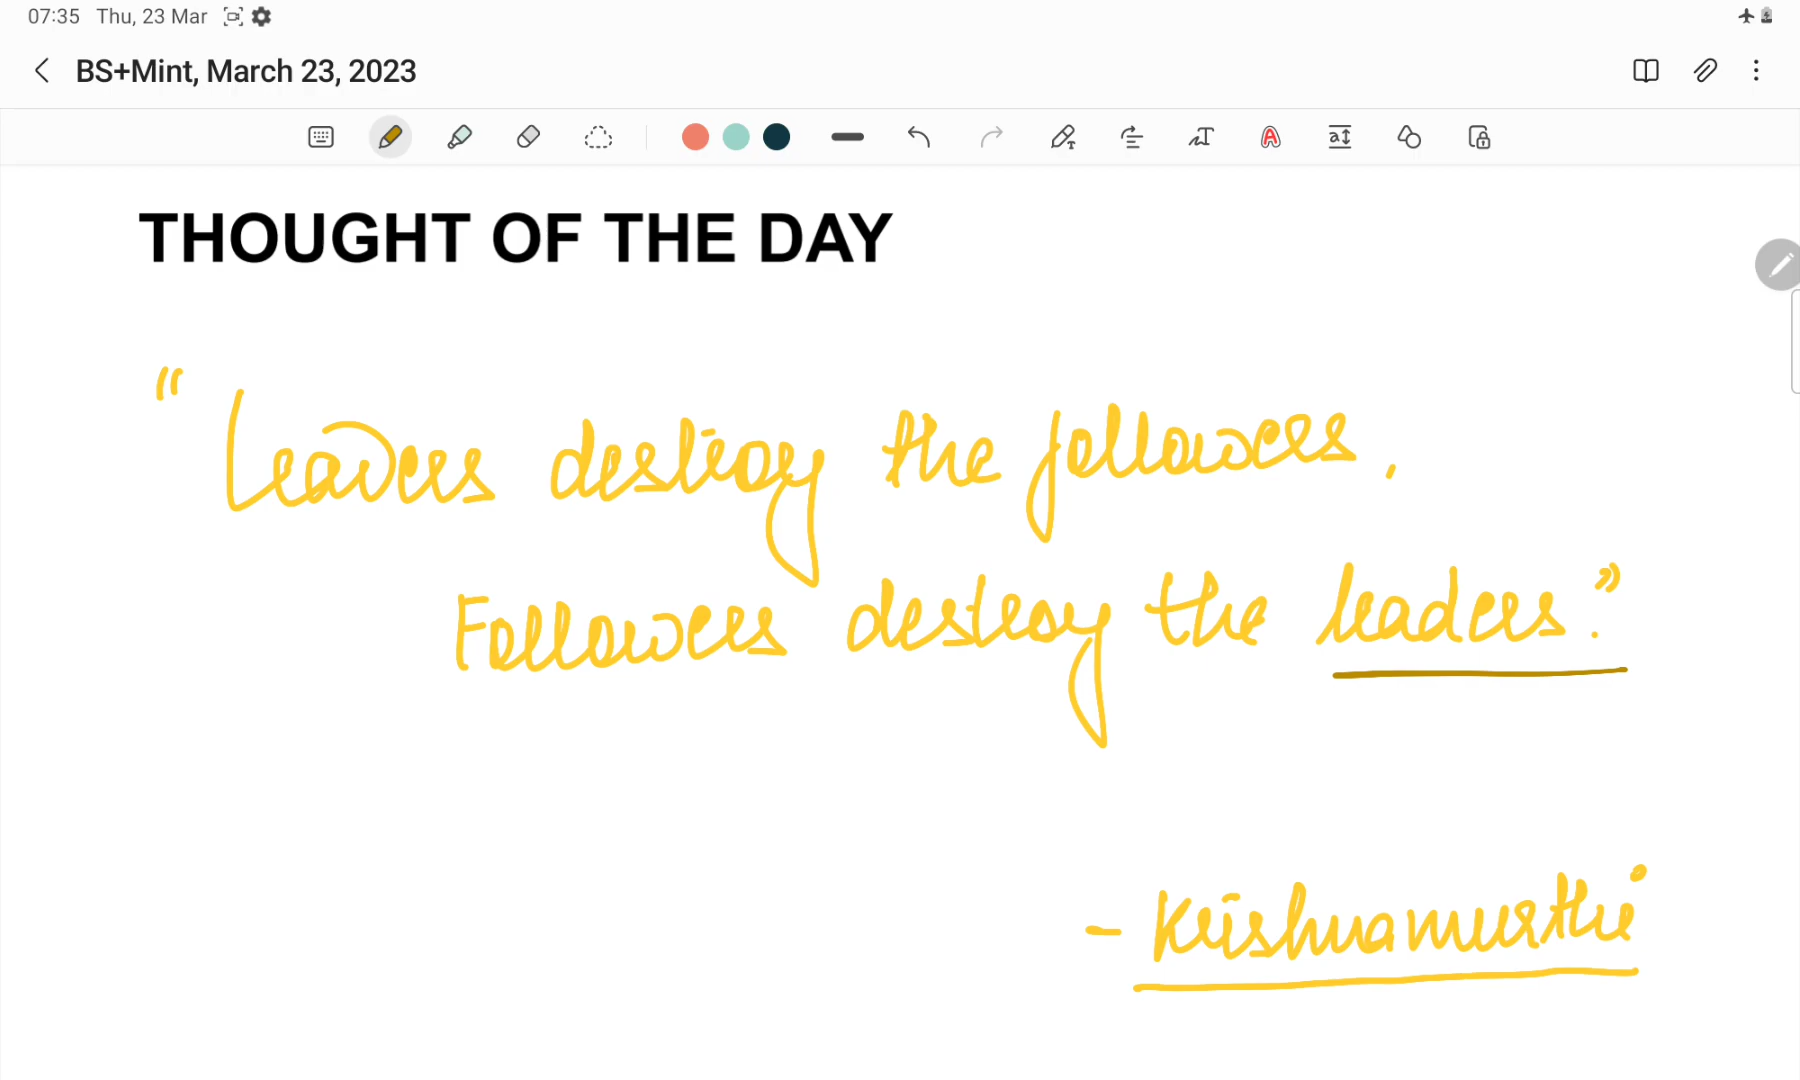 07:35 Thu, 23 Mar
BS+Mint, March 23, 2023
THOUGHT OF THE DAY
"Leaders destroy the followers.
Followers destroy the leaders."
- Krishnamurthi